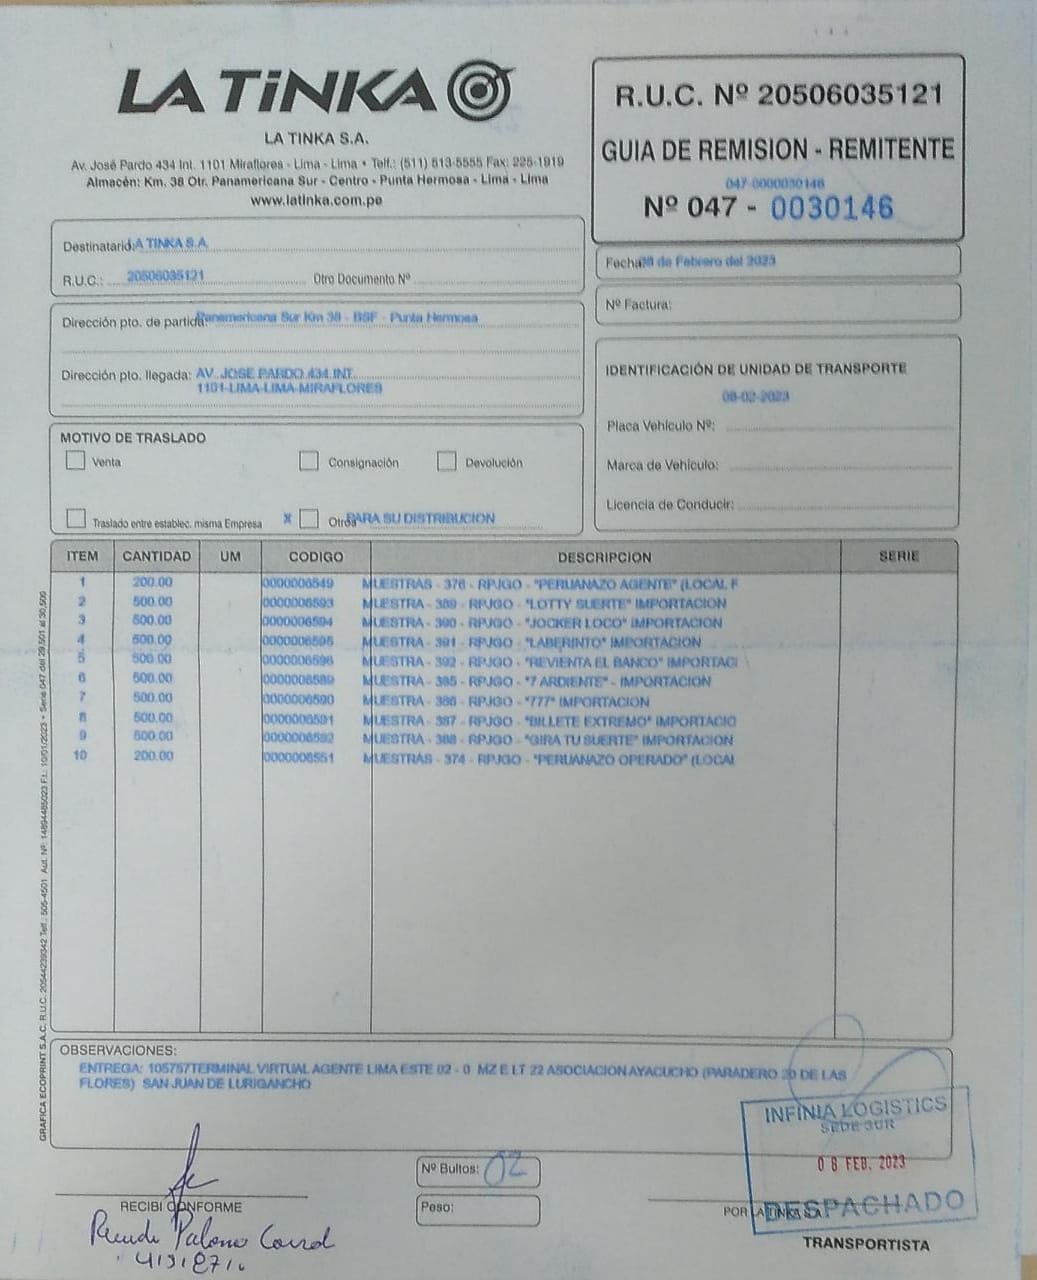 LA TiNKA
LA TINKA S.A.
Av. José Pardo 434 Int. 1101 Miraflores - Lima - Lima • Telf.: (511) 513-5555 Fax: 225-1919
Almacén: Km. 38 Otr. Panamericana Sur - Centro - Punta Hermosa - Lima - Lima
www.latinka.com.pe
R.U.C. Nº 20506035121
GUIA DE REMISION - REMITENTE
047-0000030146
Nº 047 - 0030146
Destinatario: LA TINKA S.A.
R.U.C.: 20506035121 Otro Documento Nº
Fecha: 08 de Febrero del 2023
Nº Factura:
Dirección pto. de partida: Panamericana Sur Km 38 - BSF - Punta Hermosa
Dirección pto. llegada: AV. JOSE PARDO 434 INT.
1101-LIMA-LIMA-MIRAFLORES
IDENTIFICACIÓN DE UNIDAD DE TRANSPORTE
08-02-2023
Placa Vehículo Nº:
Marca de Vehículo:
Licencia de Conducir:
MOTIVO DE TRASLADO
Venta Consignación Devolución
Traslado entre establec. misma Empresa X Otros PARA SU DISTRIBUCION
ITEM CANTIDAD UM CODIGO DESCRIPCION SERIE
1 200.00 0000006549 MUESTRAS - 376 - RPJGO - "PERUANAZO AGENTE" (LOCAL F
2 500.00 0000006593 MUESTRA - 389 - RPJGO - "LOTTY SUERTE" IMPORTACION
3 500.00 0000006594 MUESTRA - 390 - RPJGO - "JOCKER LOCO" IMPORTACION
4 500.00 0000006595 MUESTRA - 391 - RPJGO - "LABERINTO" IMPORTACION
5 500.00 0000006596 MUESTRA - 392 - RPJGO - "REVIENTA EL BANCO" IMPORTACI
6 500.00 0000006589 MUESTRA - 385 - RPJGO - "7 ARDIENTE" - IMPORTACION
7 500.00 0000006590 MUESTRA - 386 - RPJGO - "777" IMPORTACION
8 500.00 0000006591 MUESTRA - 387 - RPJGO - "BILLETE EXTREMO" IMPORTACIO
9 500.00 0000006592 MUESTRA - 388 - RPJGO - "GIRA TU SUERTE" IMPORTACION
10 200.00 0000006551 MUESTRAS - 374 - RPJGO - "PERUANAZO OPERADO" (LOCAL
GRAFICA ECOPRINT S.A.C. R.U.C. 20544239342 Telf.: 505-4501 Aut. Nº: 14894485023 F.I.: 10/01/2023 • Serie 047 del 29,501 al 30,500
OBSERVACIONES:
ENTREGA: 105757TERMINAL VIRTUAL AGENTE LIMA ESTE 02 - 0 MZ E LT 22 ASOCIACION AYACUCHO (PARADERO 20 DE LAS
FLORES) SAN JUAN DE LURIGANCHO
INFINIA LOGISTICS
SEDE SUR
08 FEB. 2023
DESPACHADO
Nº Bultos: 02
Peso:
RECIBI CONFORME
POR LA TINKA S.A.
TRANSPORTISTA
Palomo